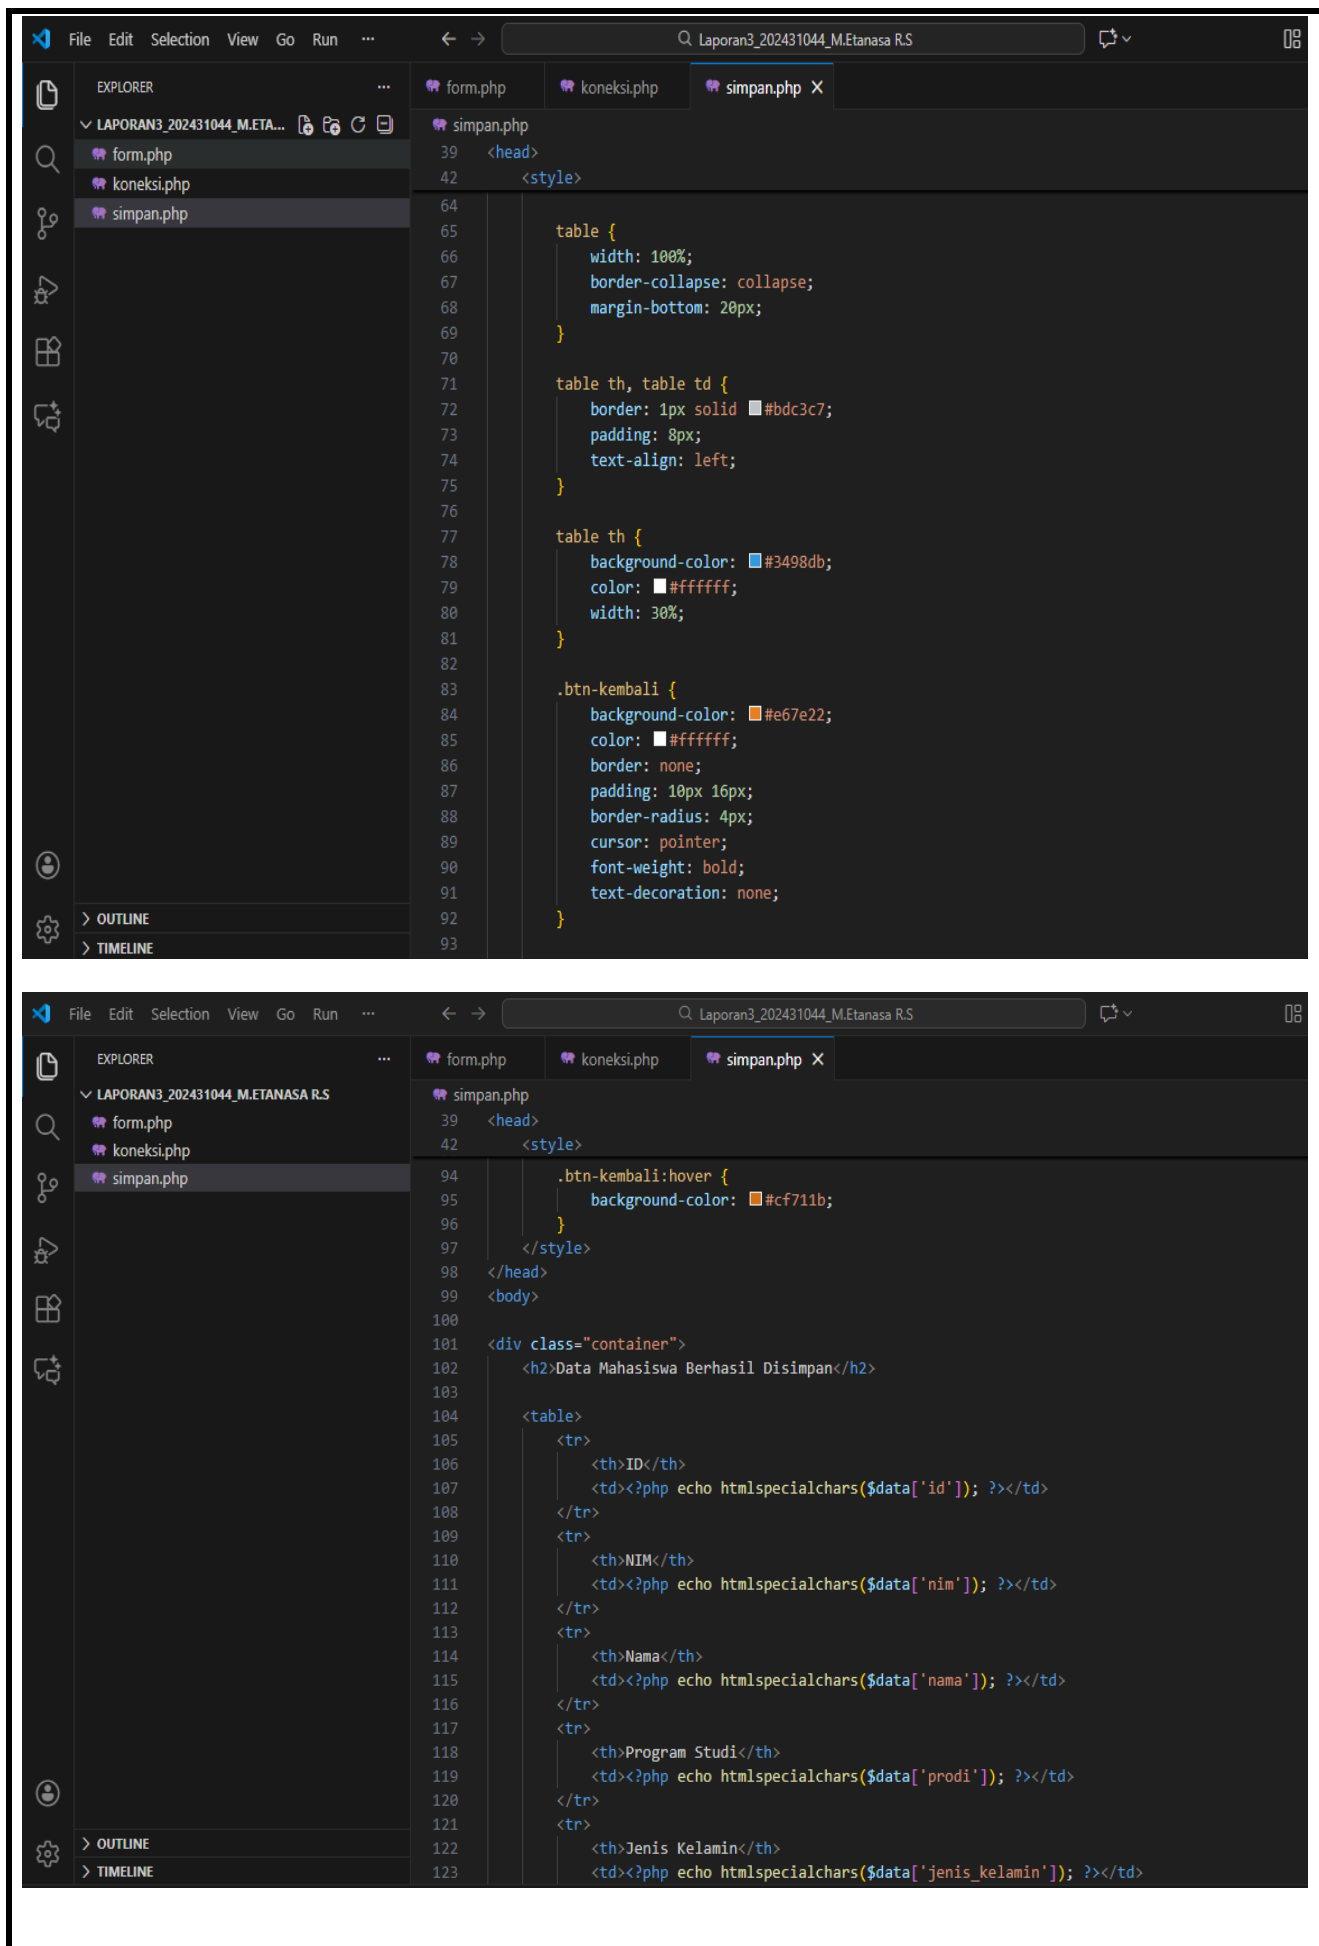 File Edit Selection View Go Run ··· ← → Laporan3_202431044_M.Etanasa R.S
EXPLORER ···
LAPORAN3_202431044_M.ETA...
form.php
koneksi.php
simpan.php
OUTLINE
TIMELINE
form.php koneksi.php simpan.php ×
simpan.php
39 <head>
42 <style>
64
65 table {
66 width: 100%;
67 border-collapse: collapse;
68 margin-bottom: 20px;
69 }
70
71 table th, table td {
72 border: 1px solid #bdc3c7;
73 padding: 8px;
74 text-align: left;
75 }
76
77 table th {
78 background-color: #3498db;
79 color: #ffffff;
80 width: 30%;
81 }
82
83 .btn-kembali {
84 background-color: #e67e22;
85 color: #ffffff;
86 border: none;
87 padding: 10px 16px;
88 border-radius: 4px;
89 cursor: pointer;
90 font-weight: bold;
91 text-decoration: none;
92 }
93
File Edit Selection View Go Run ··· ← → Laporan3_202431044_M.Etanasa R.S
EXPLORER ···
LAPORAN3_202431044_M.ETANASA R.S
form.php
koneksi.php
simpan.php
OUTLINE
TIMELINE
form.php koneksi.php simpan.php ×
simpan.php
39 <head>
42 <style>
94 .btn-kembali:hover {
95 background-color: #cf711b;
96 }
97 </style>
98 </head>
99 <body>
100
101 <div class="container">
102 <h2>Data Mahasiswa Berhasil Disimpan</h2>
103
104 <table>
105 <tr>
106 <th>ID</th>
107 <td><?php echo htmlspecialchars($data['id']); ?></td>
108 </tr>
109 <tr>
110 <th>NIM</th>
111 <td><?php echo htmlspecialchars($data['nim']); ?></td>
112 </tr>
113 <tr>
114 <th>Nama</th>
115 <td><?php echo htmlspecialchars($data['nama']); ?></td>
116 </tr>
117 <tr>
118 <th>Program Studi</th>
119 <td><?php echo htmlspecialchars($data['prodi']); ?></td>
120 </tr>
121 <tr>
122 <th>Jenis Kelamin</th>
123 <td><?php echo htmlspecialchars($data['jenis_kelamin']); ?></td>